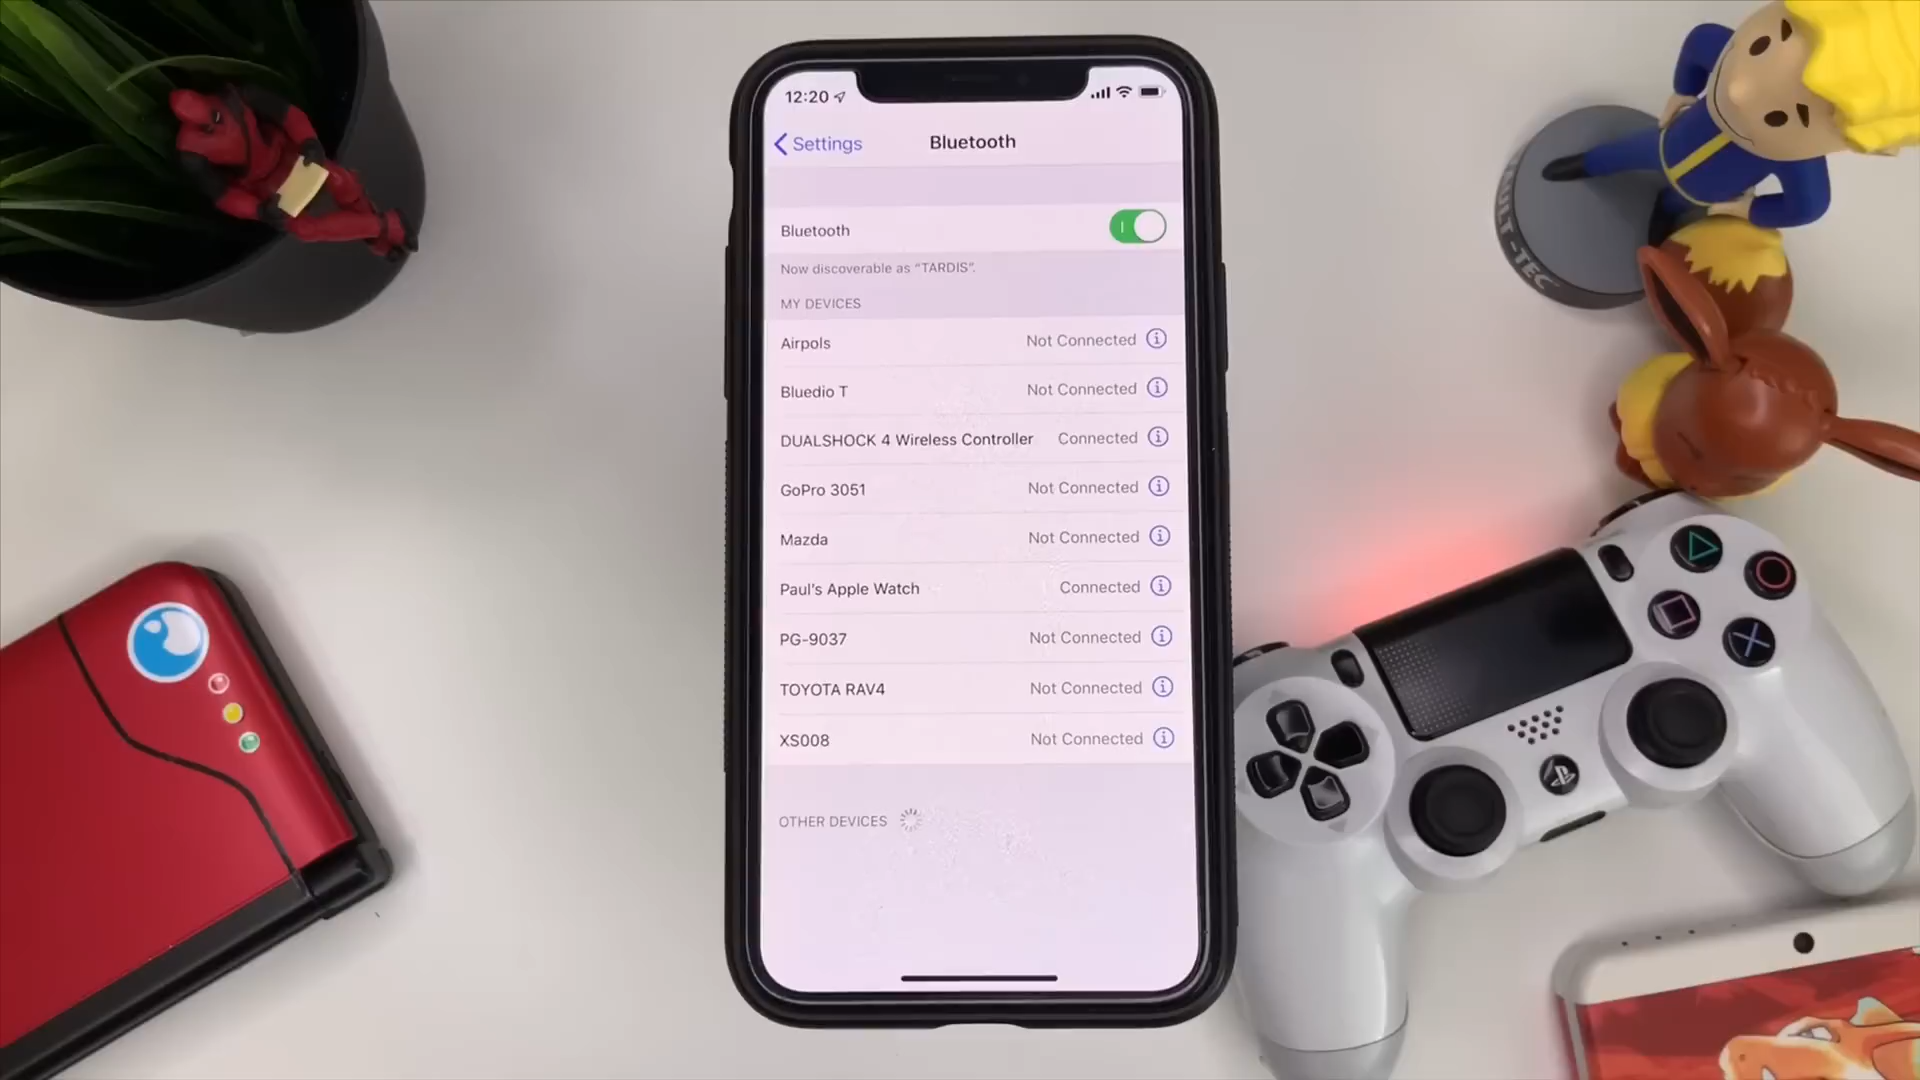 12:20
Settings
Bluetooth
Bluetooth
Now discoverable as “TARDIS”.
MY DEVICES
Airpols Not Connected
Bluedio T Not Connected
DUALSHOCK 4 Wireless Controller Connected
GoPro 3051 Not Connected
Mazda Not Connected
Paul's Apple Watch Connected
PG-9037 Not Connected
TOYOTA RAV4 Not Connected
XS008 Not Connected
OTHER DEVICES
ULT-TEC